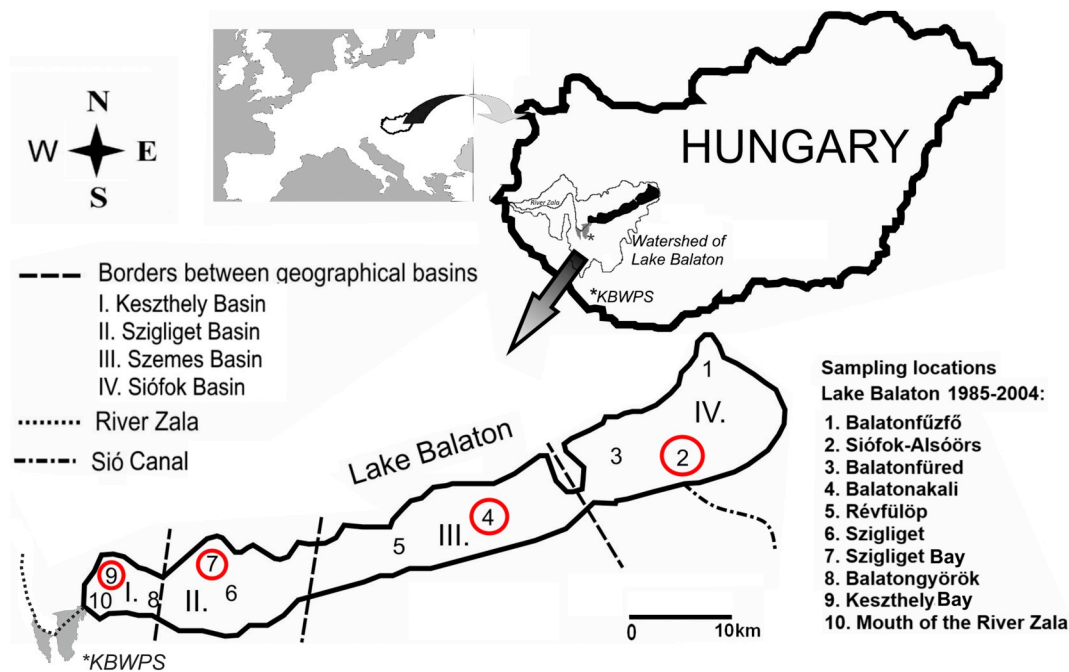 N
W E
S
HUNGARY
River Zala
Watershed of
Lake Balaton
*
*KBWPS
Borders between geographical basins
I. Keszthely Basin
II. Szigliget Basin
III. Szemes Basin
IV. Siófok Basin
River Zala
Sió Canal
Lake Balaton
1
IV.
3
2
4
III.
5
7
6
II.
9
I.
10
8
*KBWPS
0 10km
Sampling locations
Lake Balaton 1985-2004:
1. Balatonfűzfő
2. Siófok-Alsóörs
3. Balatonfüred
4. Balatonakali
5. Révfülöp
6. Szigliget
7. Szigliget Bay
8. Balatongyörök
9. Keszthely Bay
10. Mouth of the River Zala